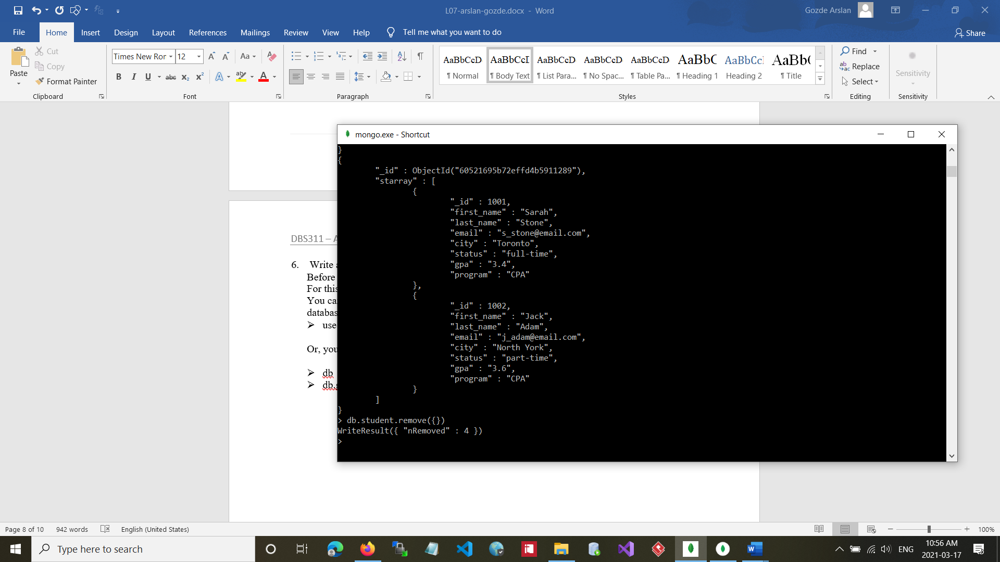 L07-arslan-gozde.docx - Word
Gozde Arslan
File Home Insert Design Layout References Mailings Review View Help Tell me what you want to do
Share
Paste
Cut
Copy
Format Painter
Clipboard
Times New Ror 12
Aa
B I U abc x₂ x²
Font
Paragraph
AaBbCcD ¶ Normal
AaBbCcI ¶ Body Text
AaBbCcD ¶ List Para...
AaBbCcD ¶ No Spac...
AaBbCcD ¶ Table Pa...
AaBbC ¶ Heading 1
AaBbCc Heading 2
AaBb( ¶ Title
Styles
Find
Replace
Select
Editing
Sensitivity
Sensitivity
DBS311 – A
6. Write a
Before
For this
You ca
databas
➢ use
Or, you
➢ db
➢ db.s
mongo.exe - Shortcut
}
{
"_id" : ObjectId("60521695b72effd4b5911289"),
"starray" : [
{
"_id" : 1001,
"first_name" : "Sarah",
"last_name" : "Stone",
"email" : "s_stone@email.com",
"city" : "Toronto",
"status" : "full-time",
"gpa" : "3.4",
"program" : "CPA"
},
{
"_id" : 1002,
"first_name" : "Jack",
"last_name" : "Adam",
"email" : "j_adam@email.com",
"city" : "North York",
"status" : "part-time",
"gpa" : "3.6",
"program" : "CPA"
}
]
}
> db.student.remove({})
WriteResult({ "nRemoved" : 4 })
>
Page 8 of 10 942 words English (United States)
100%
Type here to search
ENG
10:56 AM
2021-03-17